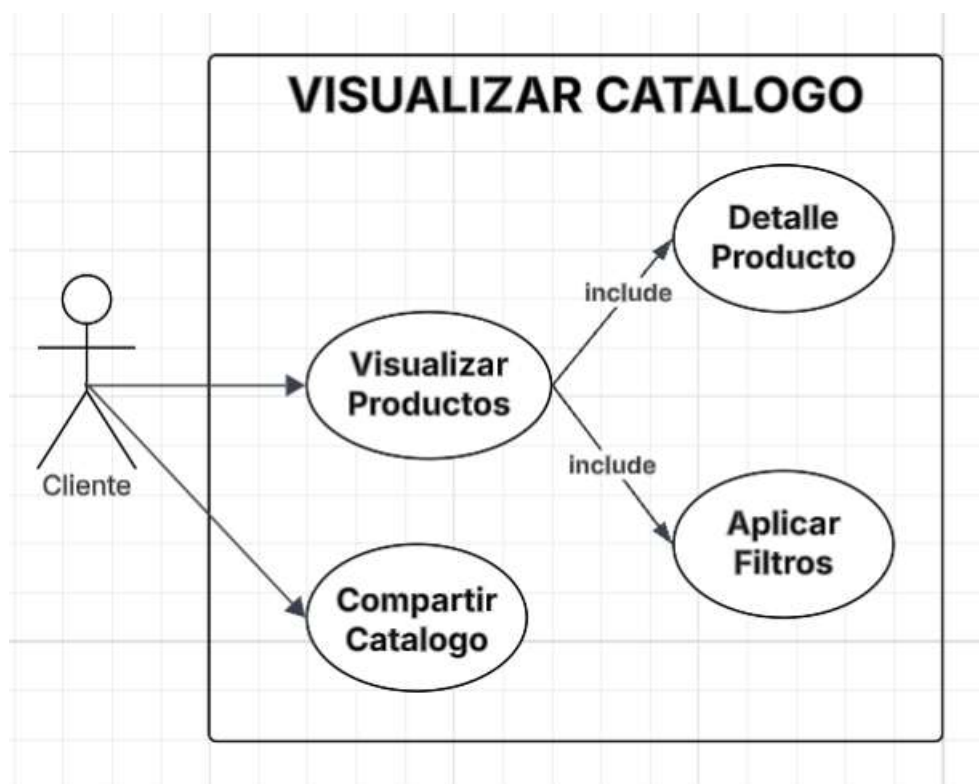 VISUALIZAR CATALOGO
Detalle
Producto
include
Visualizar
Productos
include
Cliente
Aplicar
Filtros
Compartir
Catalogo